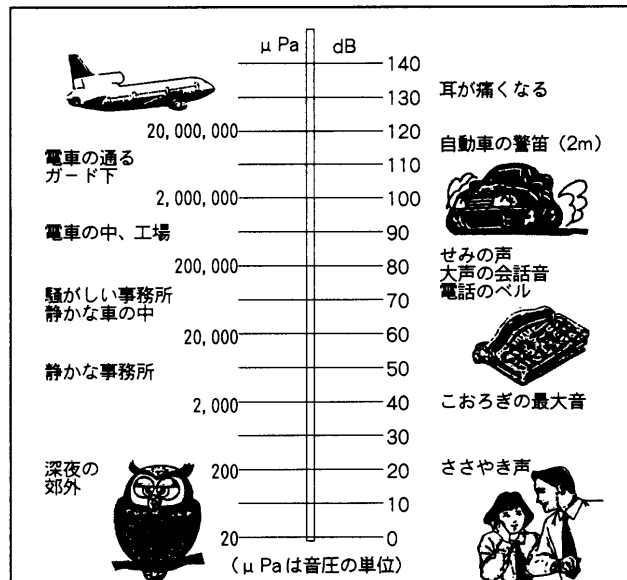 μ Pa dB
140
130
耳が痛くなる
20,000,000 120
自動車の警笛（2m）
電車の通る
ガード下
110
2,000,000 100
電車の中、工場
90
せみの声
大声の会話音
電話のベル
200,000 80
騒がしい事務所
静かな車の中
70
20,000 60
静かな事務所
50
2,000 40
こおろぎの最大音
30
深夜の
郊外
200 20
ささやき声
10
20 0
（μ Paは音圧の単位）